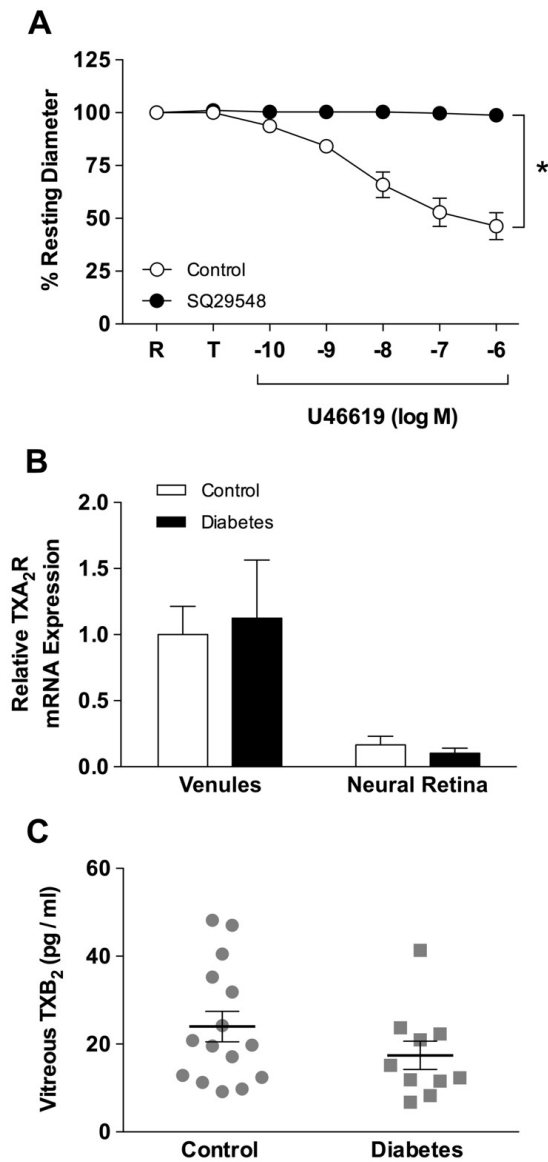 A
% Resting Diameter
125
100
75
50
25
0
Control
SQ29548
*
R T -10 -9 -8 -7 -6
U46619 (log M)
B
Relative TXA₂R
mRNA Expression
Control
Diabetes
2.0
1.5
1.0
0.5
0.0
Venules Neural Retina
C
Vitreous TXB₂ (pg / ml)
60
40
20
0
Control Diabetes